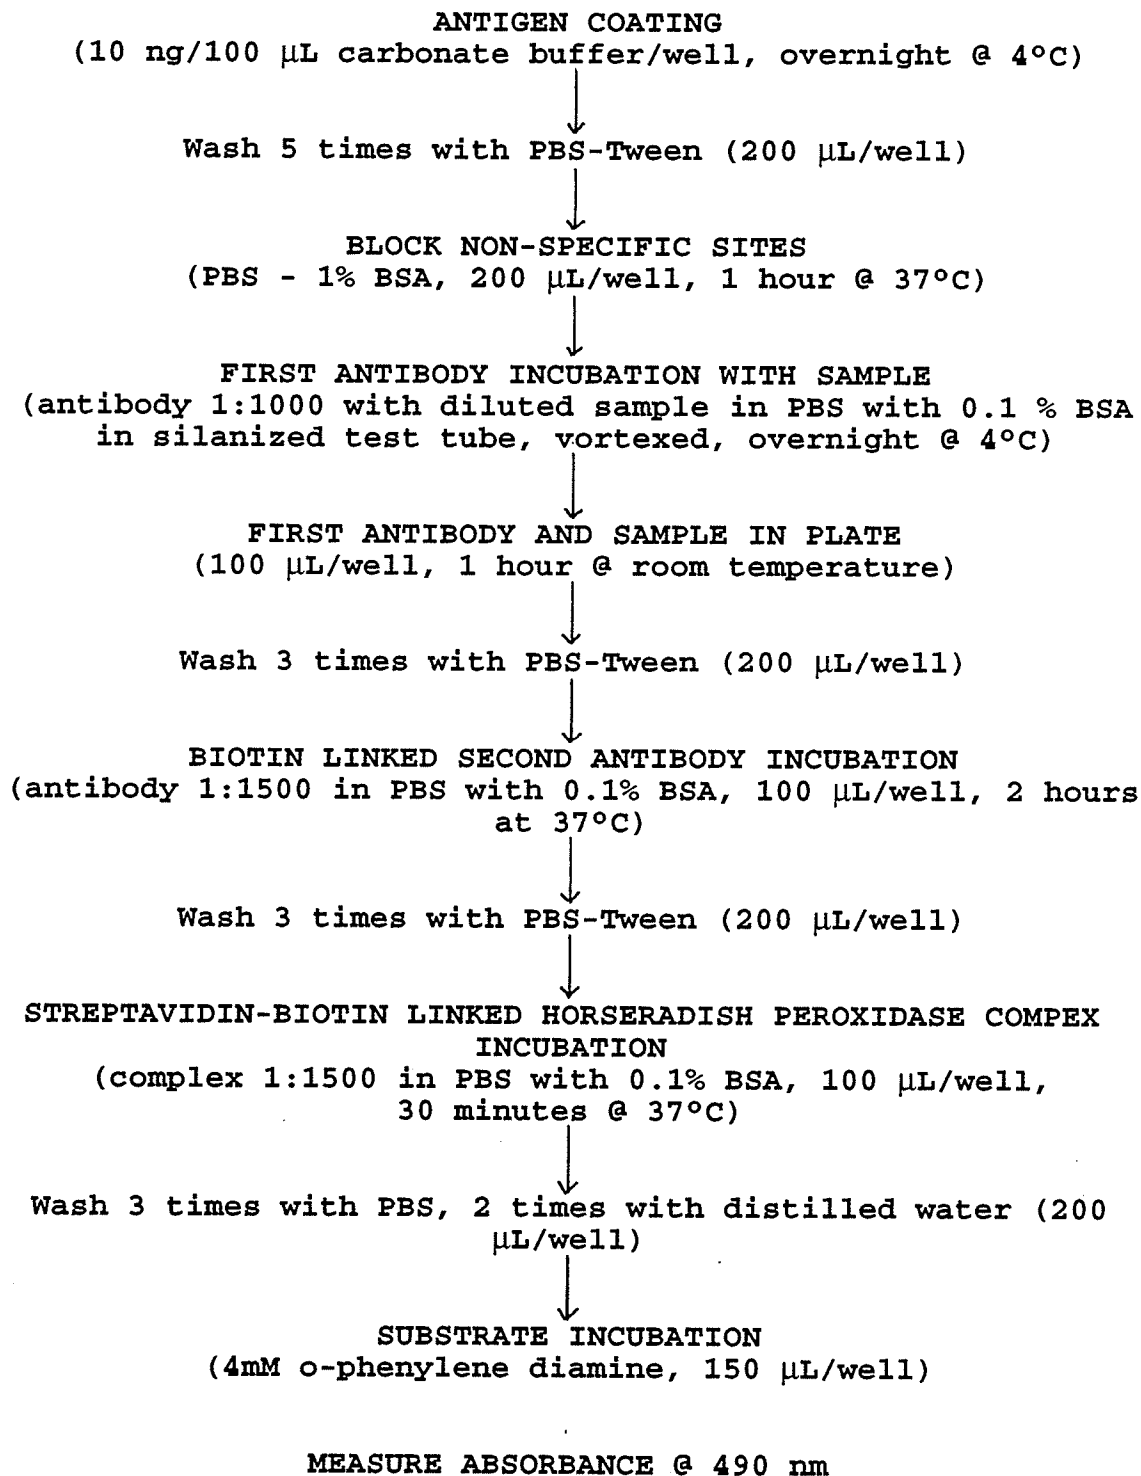 ANTIGEN COATING
(10 ng/100 µL carbonate buffer/well, overnight @ 4°C)
Wash 5 times with PBS-Tween (200 µL/well)
BLOCK NON-SPECIFIC SITES
(PBS - 1% BSA, 200 µL/well, 1 hour @ 37°C)
FIRST ANTIBODY INCUBATION WITH SAMPLE
(antibody 1:1000 with diluted sample in PBS with 0.1 % BSA
in silanized test tube, vortexed, overnight @ 4°C)
FIRST ANTIBODY AND SAMPLE IN PLATE
(100 µL/well, 1 hour @ room temperature)
Wash 3 times with PBS-Tween (200 µL/well)
BIOTIN LINKED SECOND ANTIBODY INCUBATION
(antibody 1:1500 in PBS with 0.1% BSA, 100 µL/well, 2 hours
at 37°C)
Wash 3 times with PBS-Tween (200 µL/well)
STREPTAVIDIN-BIOTIN LINKED HORSERADISH PEROXIDASE COMPEX
INCUBATION
(complex 1:1500 in PBS with 0.1% BSA, 100 µL/well,
30 minutes @ 37°C)
Wash 3 times with PBS, 2 times with distilled water (200
µL/well)
SUBSTRATE INCUBATION
(4mM o-phenylene diamine, 150 µL/well)
MEASURE ABSORBANCE @ 490 nm